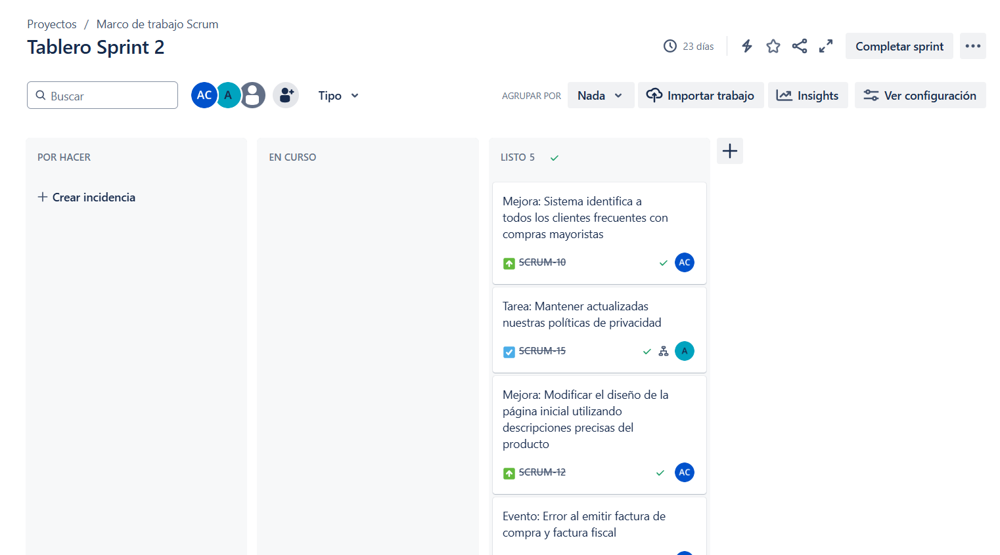 Proyectos / Marco de trabajo Scrum
Tablero Sprint 2
23 días
Completar sprint
Buscar
AC
A
Tipo
AGRUPAR POR
Nada
Importar trabajo
Insights
Ver configuración
POR HACER
Crear incidencia
EN CURSO
LISTO 5
Mejora: Sistema identifica a
todos los clientes frecuentes con
compras mayoristas
SCRUM-10
AC
Tarea: Mantener actualizadas
nuestras políticas de privacidad
SCRUM-15
A
Mejora: Modificar el diseño de la
página inicial utilizando
descripciones precisas del
producto
SCRUM-12
AC
Evento: Error al emitir factura de
compra y factura fiscal